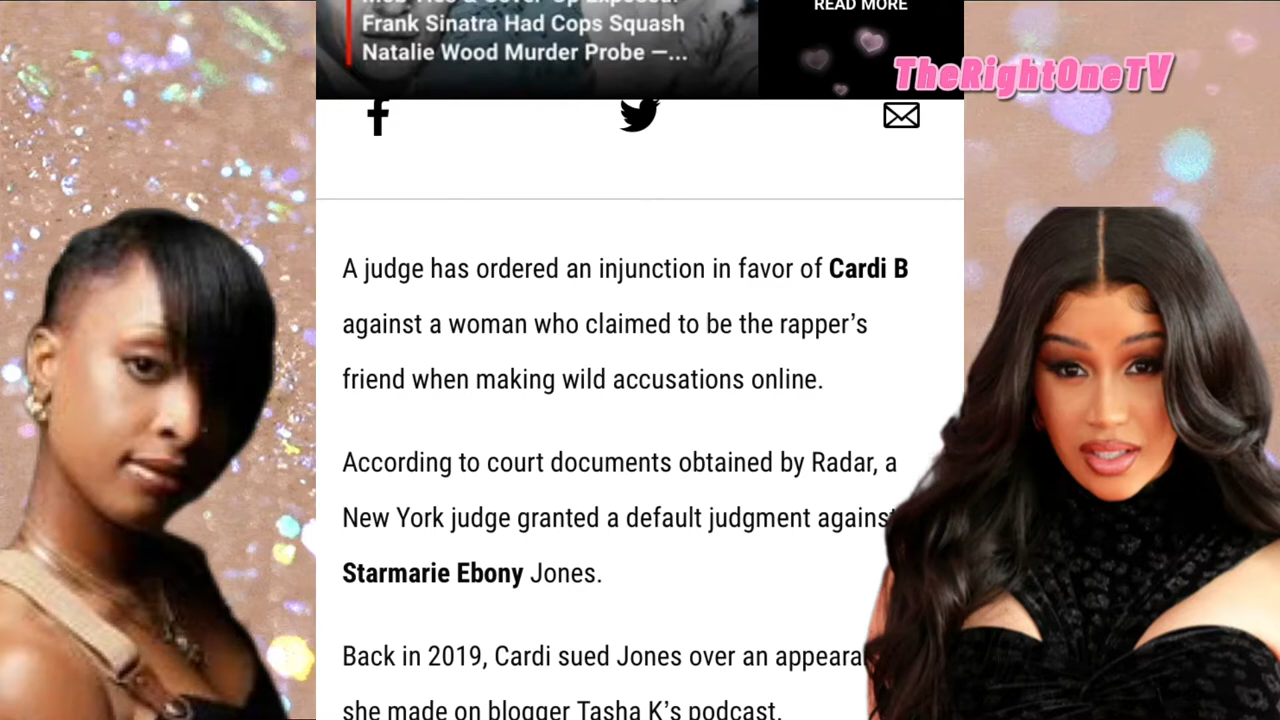 Frank Sinatra Had Cops Squash
Natalie Wood Murder Probe —...
READ MORE
TheRightOneTV
A judge has ordered an injunction in favor of Cardi B
against a woman who claimed to be the rapper’s
friend when making wild accusations online.
According to court documents obtained by Radar, a
New York judge granted a default judgment against
Starmarie Ebony Jones.
Back in 2019, Cardi sued Jones over an
she made on blogger Tasha K’s podcast.